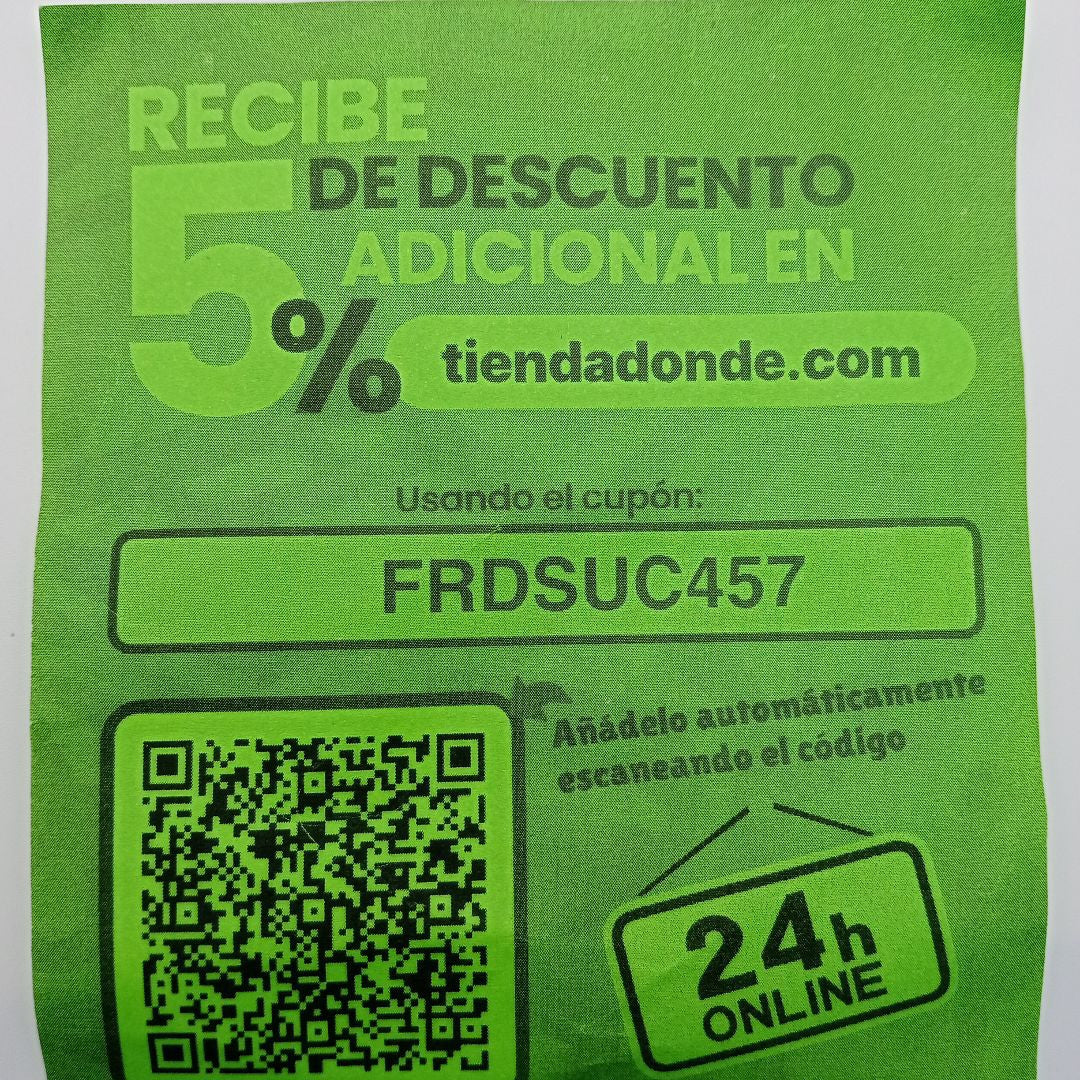 RECIBE
5% DE DESCUENTO
ADICIONAL EN
tiendadonde.com
Usando el cupón:
FRDSUC457
Añádelo automáticamente
escaneando el código
24h
ONLINE